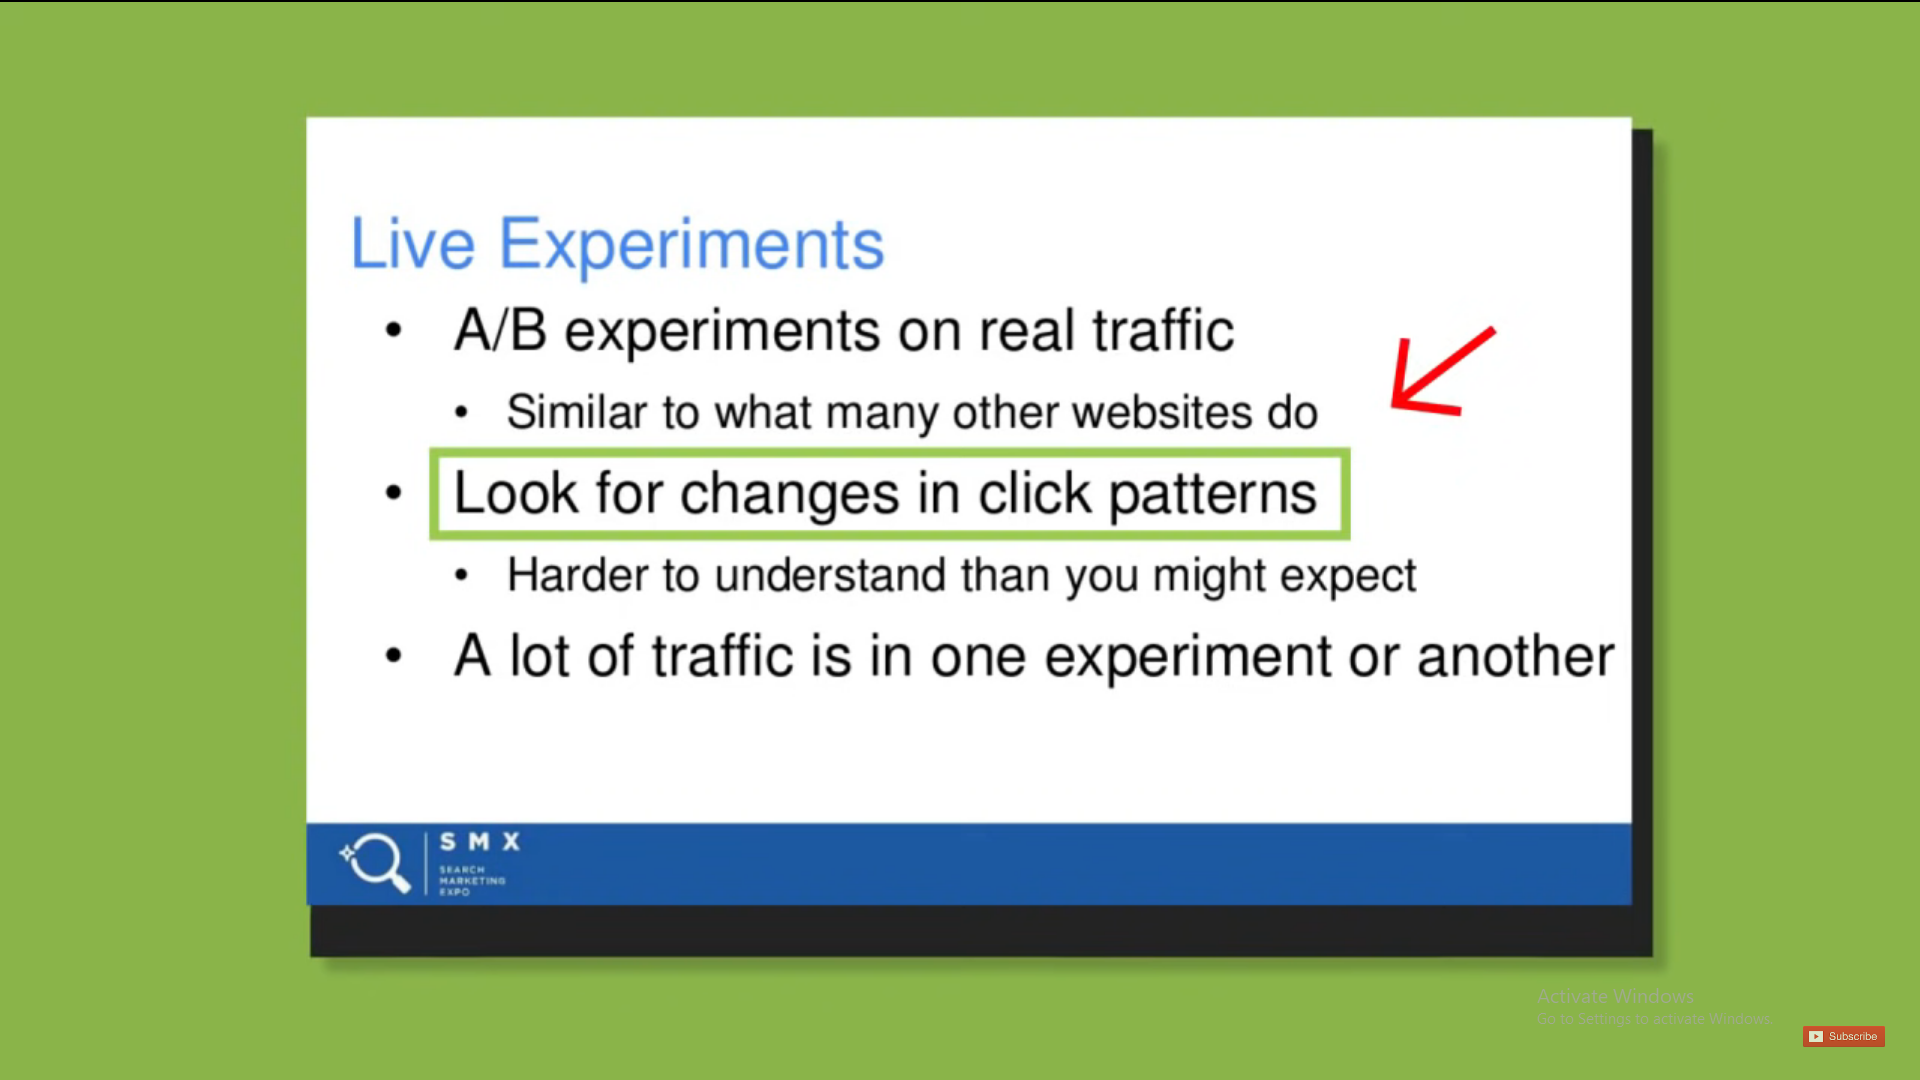 Live Experiments
• A/B experiments on real traffic
• Similar to what many other websites do
• Look for changes in click patterns
• Harder to understand than you might expect
• A lot of traffic is in one experiment or another
SMX
SEARCH
MARKETING
EXPO
Activate Windows
Go to Settings to activate Windows.
Subscribe